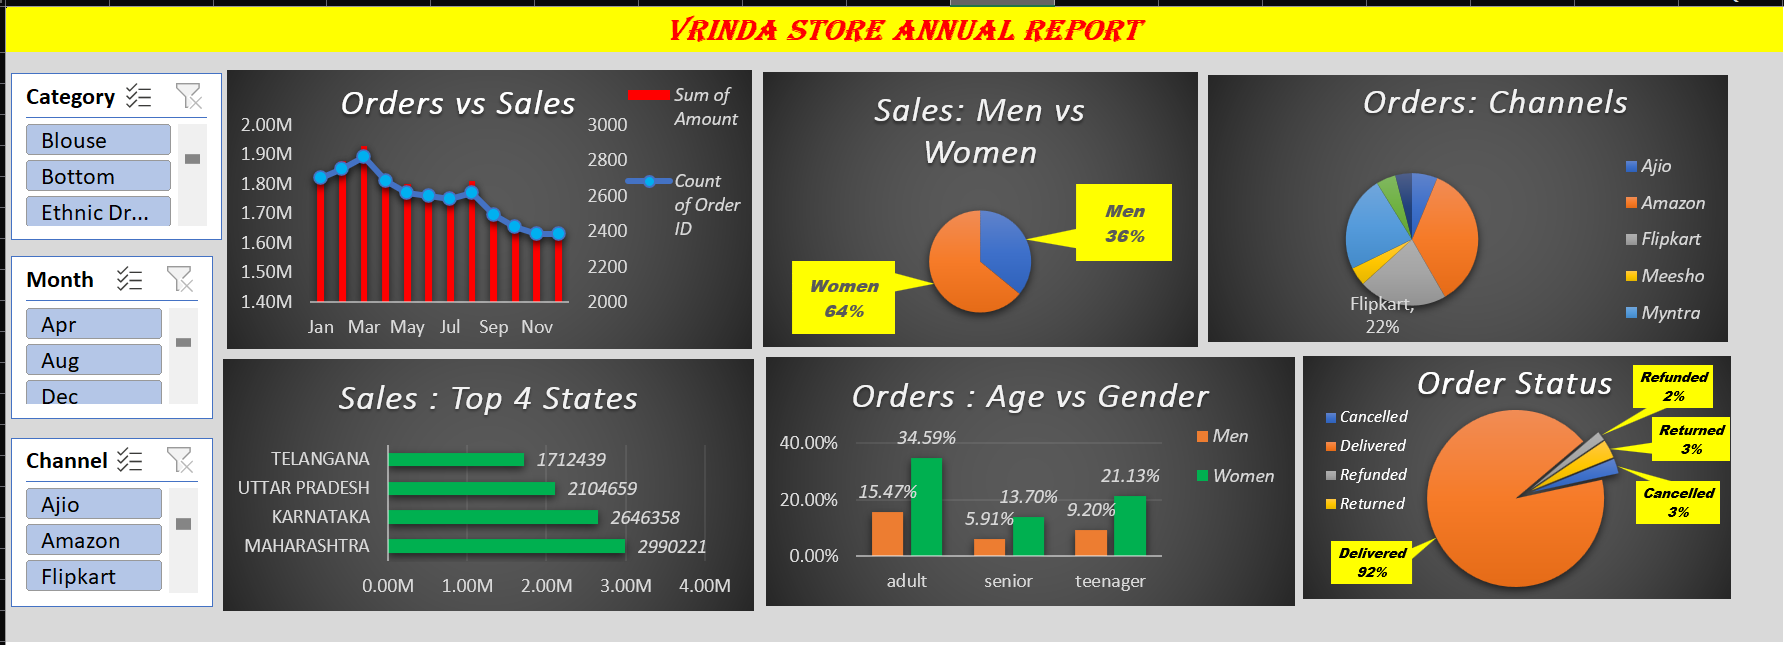 VRINDA STORE ANNUAL REPORT
Category
Blouse
Bottom
Ethnic Dr...
Month
Apr
Aug
Dec
Channel
Ajio
Amazon
Flipkart
Orders vs Sales
Sum of
Amount
Count
of Order
ID
2.00M
1.90M
1.80M
1.70M
1.60M
1.50M
1.40M
3000
2800
2600
2400
2200
2000
Jan Mar May Jul Sep Nov
Sales: Men vs
Women
Men
36%
Women
64%
Orders: Channels
Ajio
Amazon
Flipkart
Meesho
Myntra
Flipkart,
22%
Sales : Top 4 States
TELANGANA 1712439
UTTAR PRADESH 2104659
KARNATAKA 2646358
MAHARASHTRA 2990221
0.00M 1.00M 2.00M 3.00M 4.00M
Orders : Age vs Gender
Men
Women
40.00%
20.00%
0.00%
15.47% 34.59%
5.91% 13.70%
9.20% 21.13%
adult senior teenager
Order Status
Cancelled
Delivered
Refunded
Returned
Refunded
2%
Returned
3%
Cancelled
3%
Delivered
92%